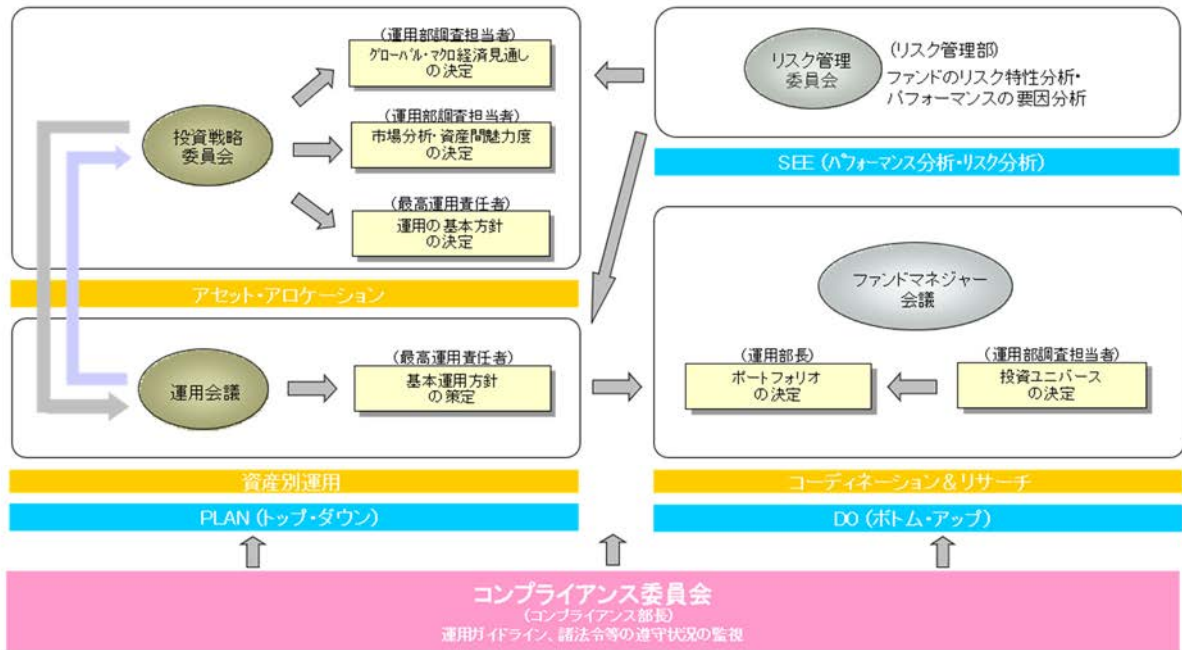 (運用部調査担当者)
グローバル・マクロ経済見通し
の決定
投資戦略
委員会
(運用部調査担当者)
市場分析・資産間魅力度
の決定
(最高運用責任者)
運用の基本方針
の決定
アセット・アロケーション
リスク管理
委員会
(リスク管理部)
ファンドのリスク特性分析・
パフォーマンスの要因分析
SEE (パフォーマンス分析・リスク分析)
運用会議
(最高運用責任者)
基本運用方針
の策定
資産別運用
PLAN (トップ・ダウン)
ファンドマネジャー
会議
(運用部長)
ポートフォリオ
の決定
(運用部調査担当者)
投資ユニバース
の決定
コーディネーション&リサーチ
DO (ボトム・アップ)
コンプライアンス委員会
(コンプライアンス部長)
運用ガイドライン、諸法令等の遵守状況の監視